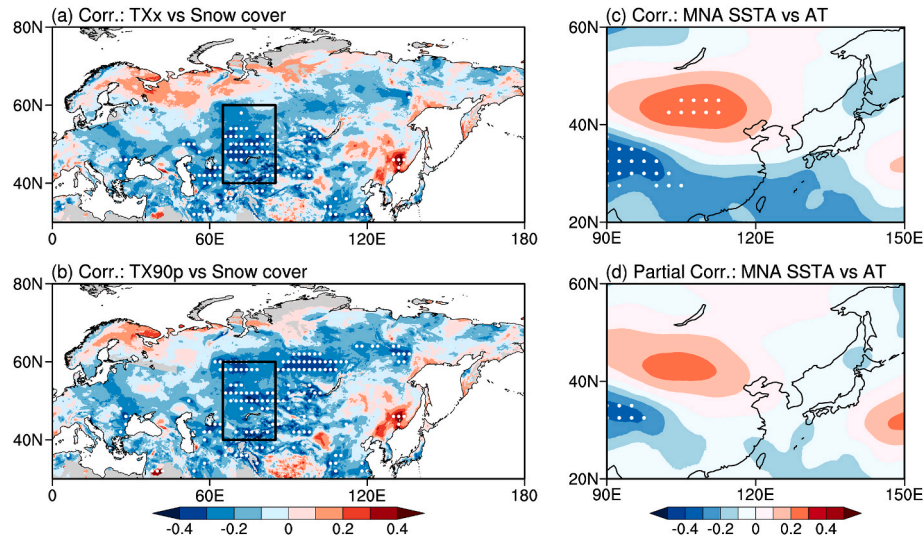 (a) Corr.: TXx vs Snow cover
80N
60N
40N
0
60E
120E
180
(b) Corr.: TX90p vs Snow cover
80N
60N
40N
0
60E
120E
180
-0.4
-0.2
0
0.2
0.4
(c) Corr.: MNA SSTA vs AT
60N
40N
20N
90E
120E
150E
(d) Partial Corr.: MNA SSTA vs AT
60N
40N
20N
90E
120E
150E
-0.4
-0.2
0
0.2
0.4